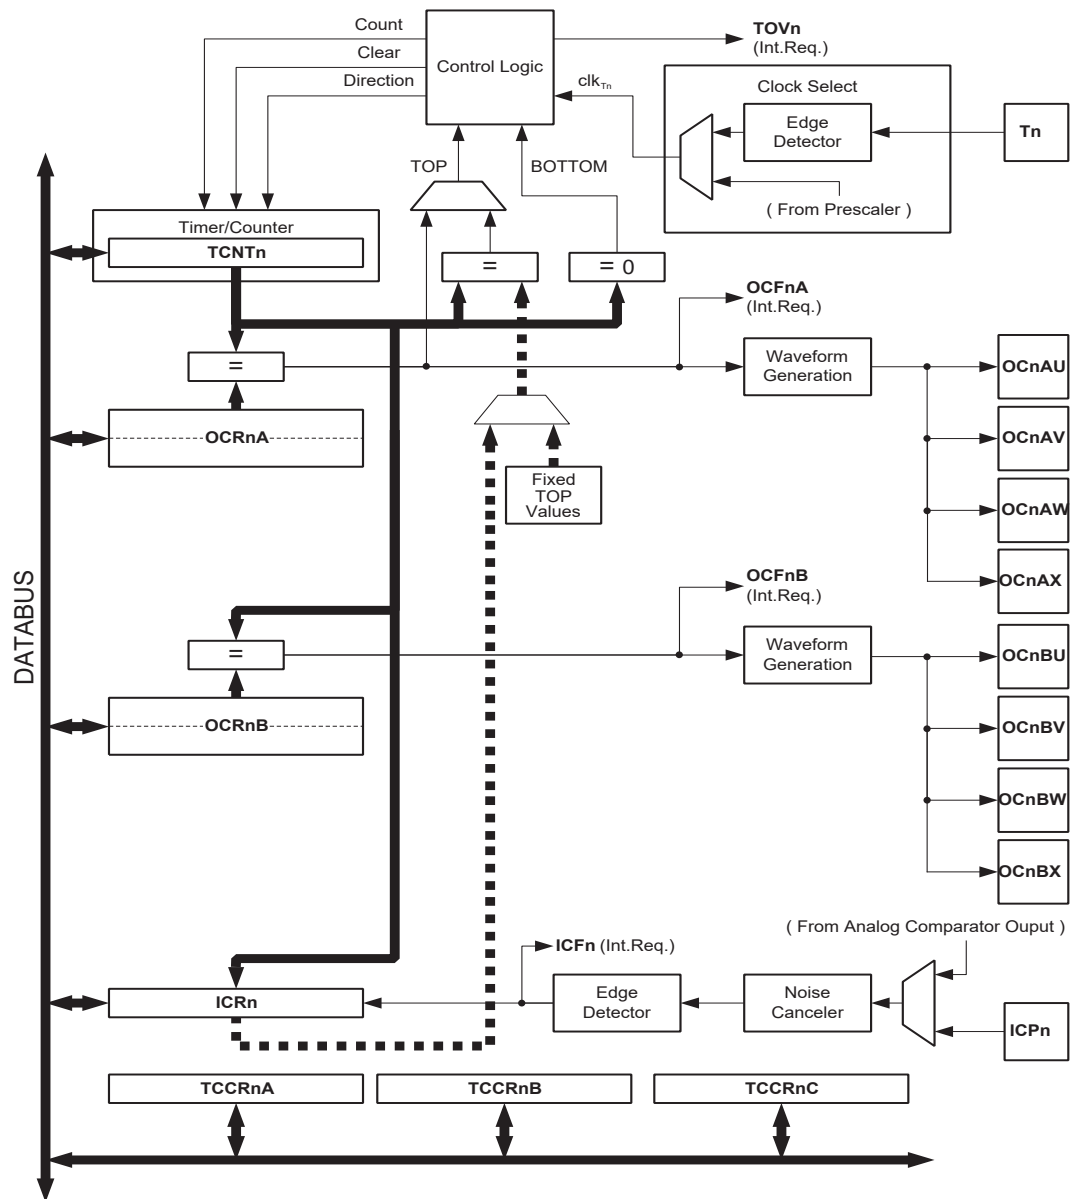 Count
Clear
Direction
Control Logic
TOVn
(Int.Req.)
clkTn
Clock Select
Edge
Detector
Tn
( From Prescaler )
TOP
BOTTOM
Timer/Counter
TCNTn
=
= 0
OCFnA
(Int.Req.)
=
Waveform
Generation
OCnAU
OCRnA
OCnAV
Fixed
TOP
Values
OCnAW
OCnAX
DATABUS
OCFnB
(Int.Req.)
=
Waveform
Generation
OCnBU
OCRnB
OCnBV
OCnBW
OCnBX
( From Analog Comparator Ouput )
ICFn (Int.Req.)
ICRn
Edge
Detector
Noise
Canceler
ICPn
TCCRnA
TCCRnB
TCCRnC